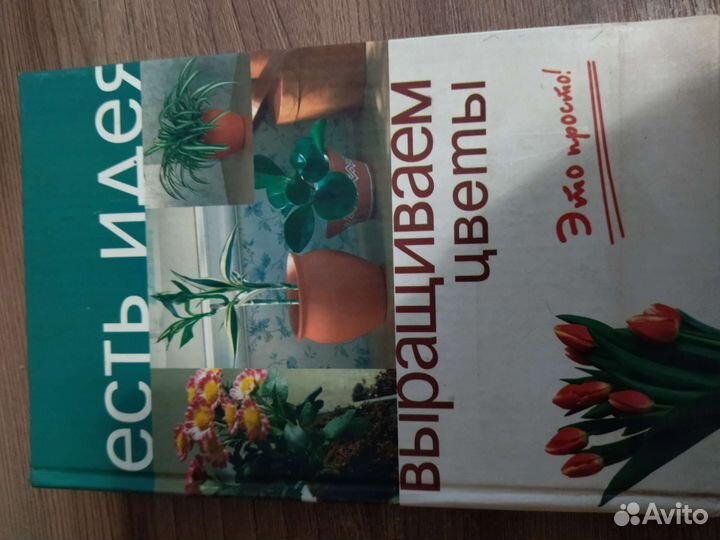 есть идея
выращиваем
цветы
Это просто!
Avito